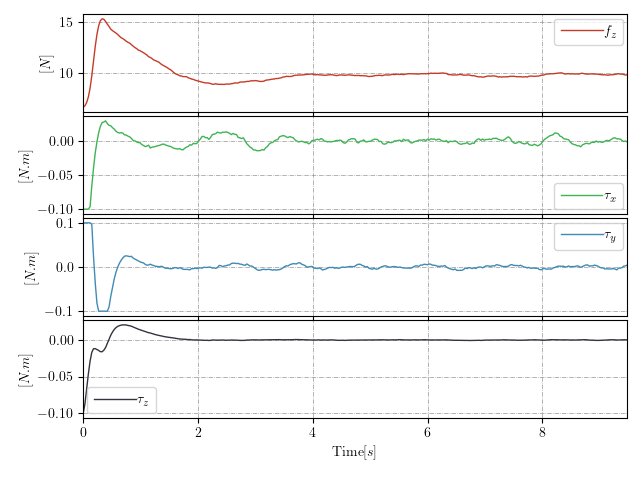 15
10
[N]
f_z
0.00
−0.05
−0.10
[N.m]
τ_x
0.1
0.0
−0.1
[N.m]
τ_y
0.00
−0.05
−0.10
[N.m]
τ_z
0 2 4 6 8
Time[s]